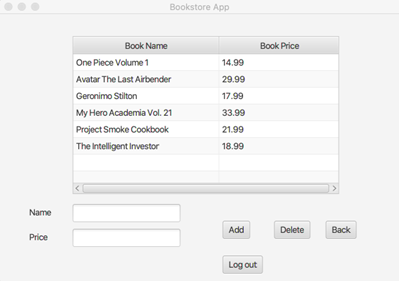 Bookstore App
Book Name Book Price
One Piece Volume 1 14.99
Avatar The Last Airbender 29.99
Geronimo Stilton 17.99
My Hero Academia Vol. 21 33.99
Project Smoke Cookbook 21.99
The Intelligent Investor 18.99
Name
Add Delete Back
Price
Log out